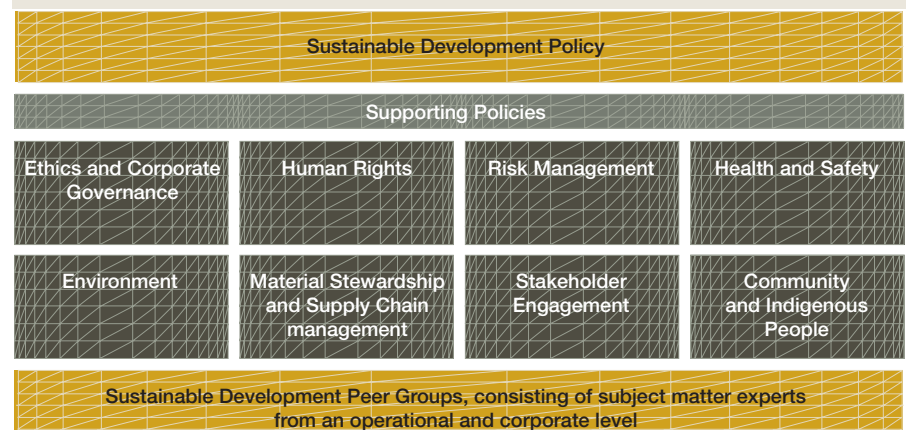 Sustainable Development Policy
Supporting Policies
Ethics and Corporate
Governance
Human Rights
Risk Management
Health and Safety
Environment
Material Stewardship
and Supply Chain
management
Stakeholder
Engagement
Community
and Indigenous
People
Sustainable Development Peer Groups, consisting of subject matter experts
from an operational and corporate level